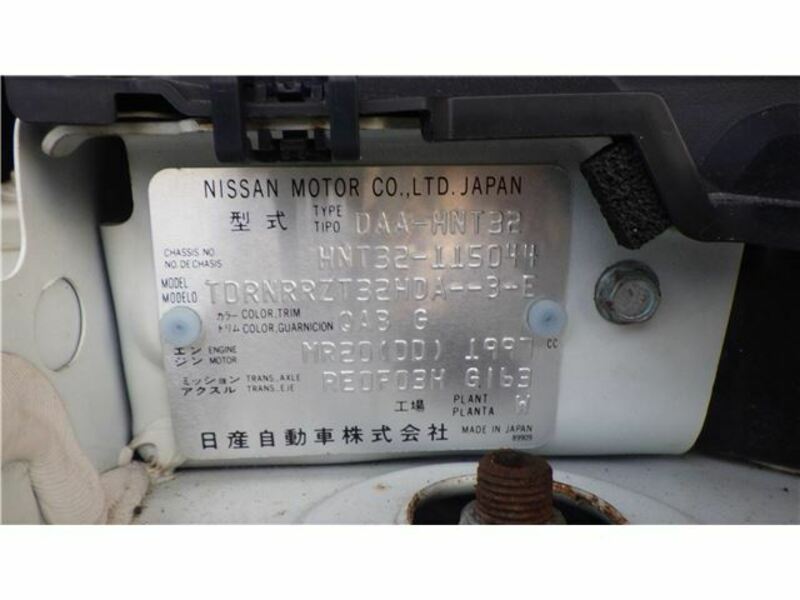 NISSAN MOTOR CO.,LTD. JAPAN
型式 TYPE TIPO DAA-HNT32
CHASSIS NO. NO. DE CHASIS HNT32-115044
MODEL MODELO TDRNRRZT32HDA--3-E
カラー COLOR,TRIM トリム COLOR,GUARNICION QAB G
エンジン ENGINE MOTOR MR20(DD) 1997 CC
ミッション TRANS.,AXLE アクスル TRANS.,EJE RE0F03H G163
工場 PLANT PLANTA W
日産自動車株式会社 MADE IN JAPAN
89909